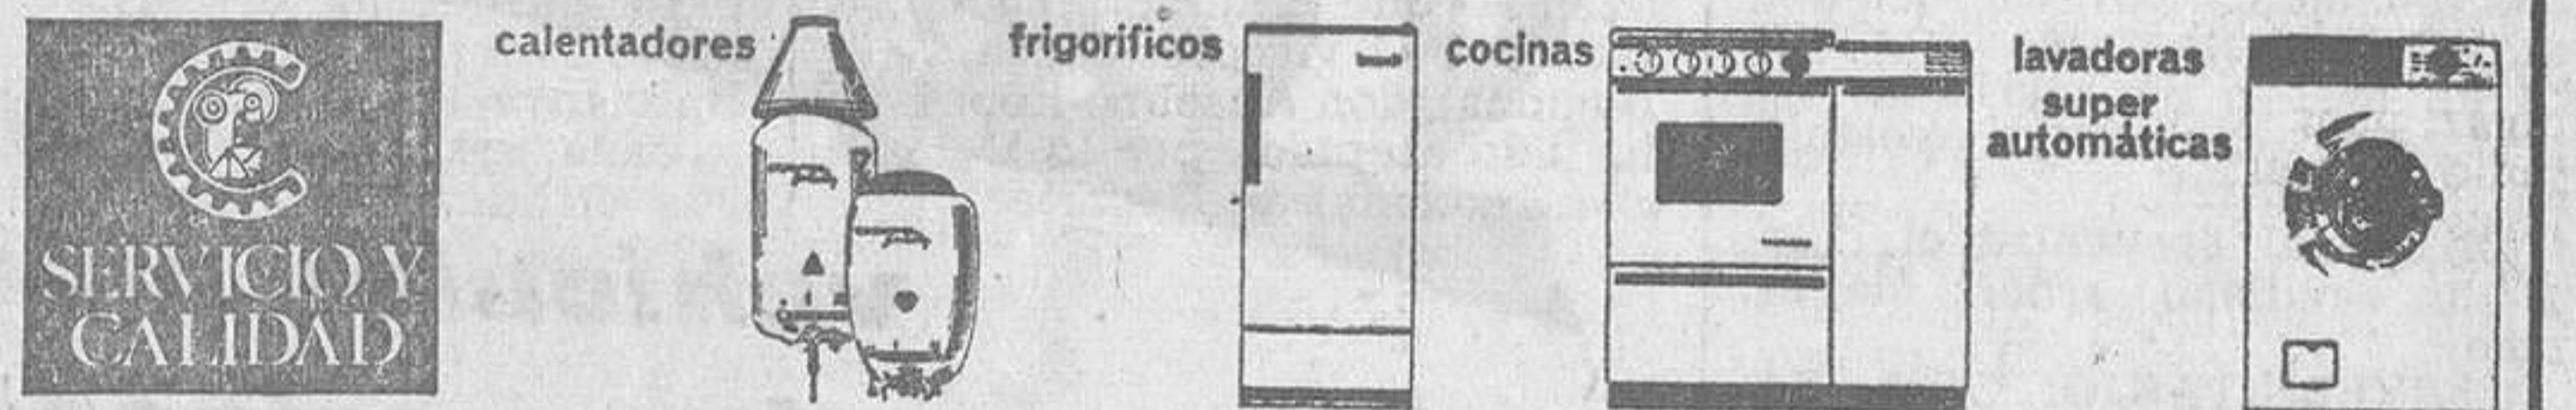 SERVICIO Y
CALIDAD
calentadores
frigoríficos
cocinas
lavadoras
super
automáticas